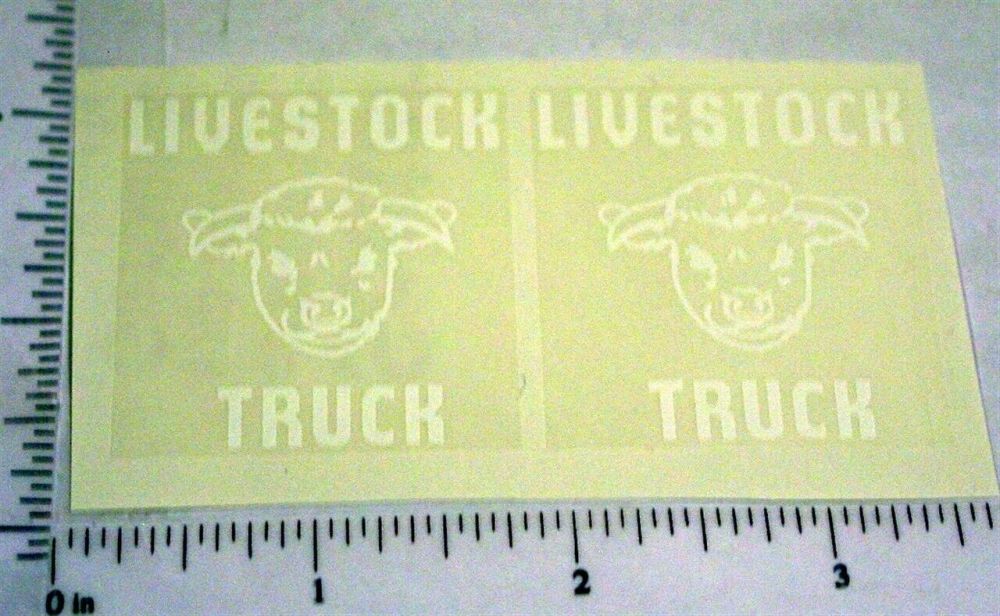 LIVESTOCK LIVESTOCK
TRUCK TRUCK
0 in 1 2 3